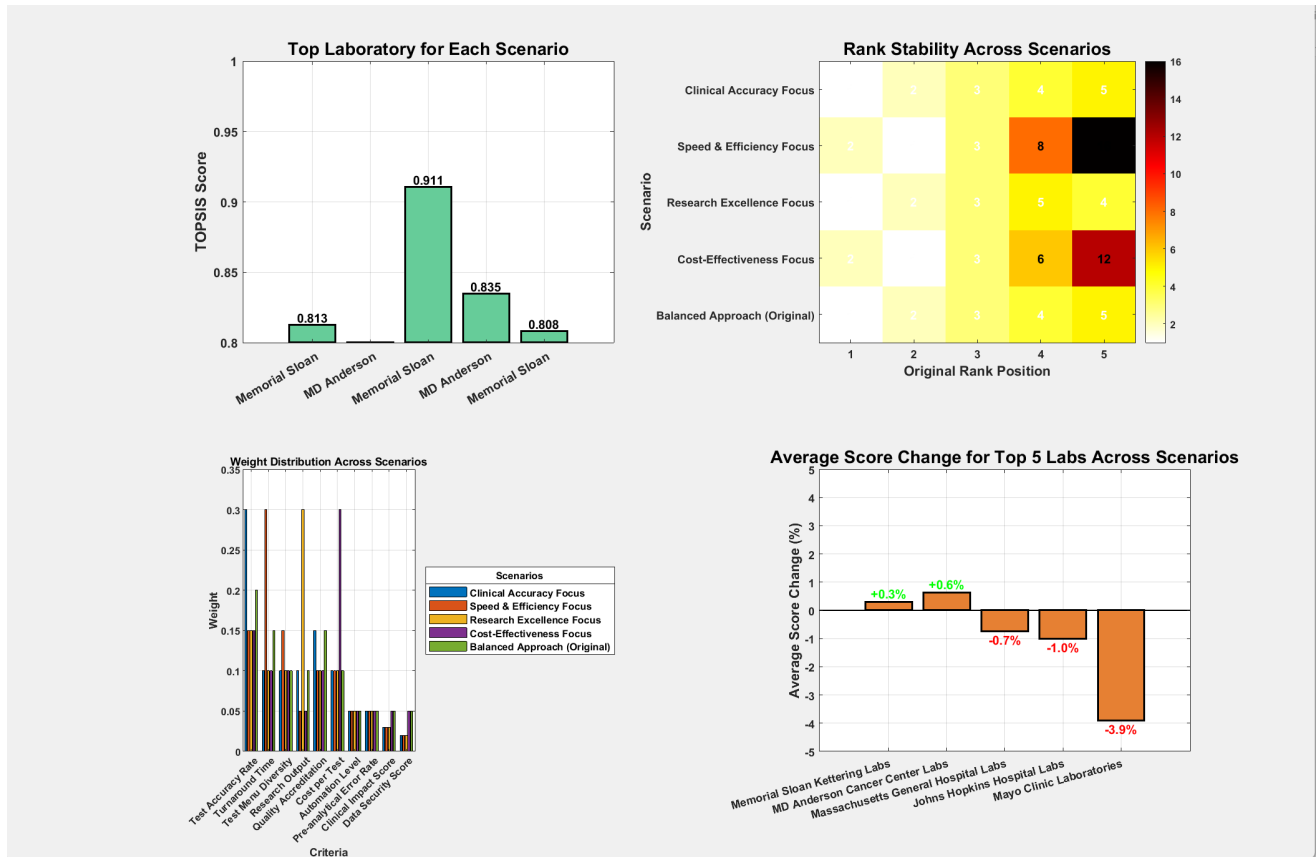 Top Laboratory for Each Scenario
1
0.95
0.9
0.85
0.8
TOPSIS Score
0.813
0.911
0.835
0.808
Memorial Sloan
MD Anderson
Memorial Sloan
MD Anderson
Memorial Sloan
Rank Stability Across Scenarios
Scenario
Clinical Accuracy Focus
2 3 4 5
Speed & Efficiency Focus
2 3 8
Research Excellence Focus
2 3 5 4
Cost-Effectiveness Focus
2 3 6 12
Balanced Approach (Original)
2 3 4 5
1 2 3 4 5
Original Rank Position
16
14
12
10
8
6
4
2
Weight Distribution Across Scenarios
0.35
0.3
0.25
0.2
0.15
0.1
0.05
0
Weight
Test Accuracy Rate
Turnaround Time
Test Menu Diversity
Research Output
Quality Accreditation
Cost per Test
Automation Level
Pre-analytical Error Rate
Clinical Impact Score
Data Security Score
Criteria
Scenarios
Clinical Accuracy Focus
Speed & Efficiency Focus
Research Excellence Focus
Cost-Effectiveness Focus
Balanced Approach (Original)
Average Score Change for Top 5 Labs Across Scenarios
5
4
3
2
1
0
-1
-2
-3
-4
-5
Average Score Change (%)
+0.3%
+0.6%
-0.7%
-1.0%
-3.9%
Memorial Sloan Kettering Labs
MD Anderson Cancer Center Labs
Massachusetts General Hospital Labs
Johns Hopkins Hospital Labs
Mayo Clinic Laboratories